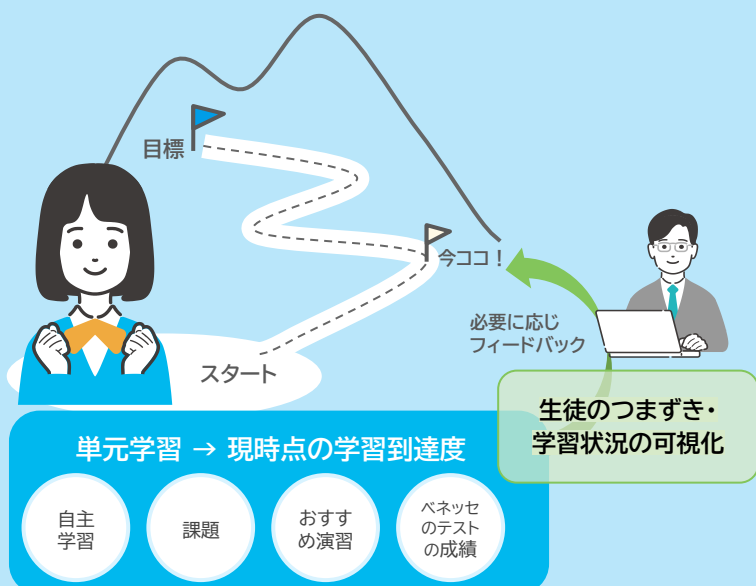 目標
今ココ！
必要に応じ
フィードバック
スタート
生徒のつまずき・
学習状況の可視化
単元学習 → 現時点の学習到達度
自主
学習
課題
おすす
め演習
ベネッセ
のテスト
の成績